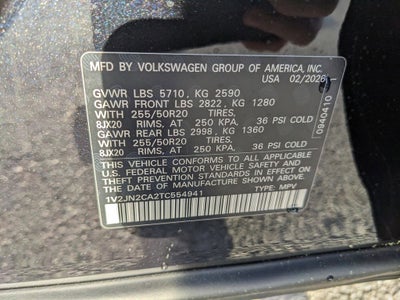 MFD BY VOLKSWAGEN GROUP OF AMERICA, INC.
USA 02/2026
GVWR LBS 5710, KG 2590
GAWR FRONT LBS 2822, KG 1280
WITH 255/50R20 TIRES,
8JX20 RIMS, AT 250 KPA. 36 PSI COLD
GAWR REAR LBS 2998, KG 1360
WITH 255/50R20 TIRES,
8JX20 RIMS, AT 250 KPA. 36 PSI COLD
THIS VEHICLE CONFORMS TO ALL APPLICABLE
U.S. FEDERAL MOTOR VEHICLE SAFETY AND
THEFT PREVENTION STANDARDS IN EFFECT ON THE
DATE OF MANUFACTURE SHOWN ABOVE.
1V2JN2CA2TC554941 TYPE: MPV
0940410